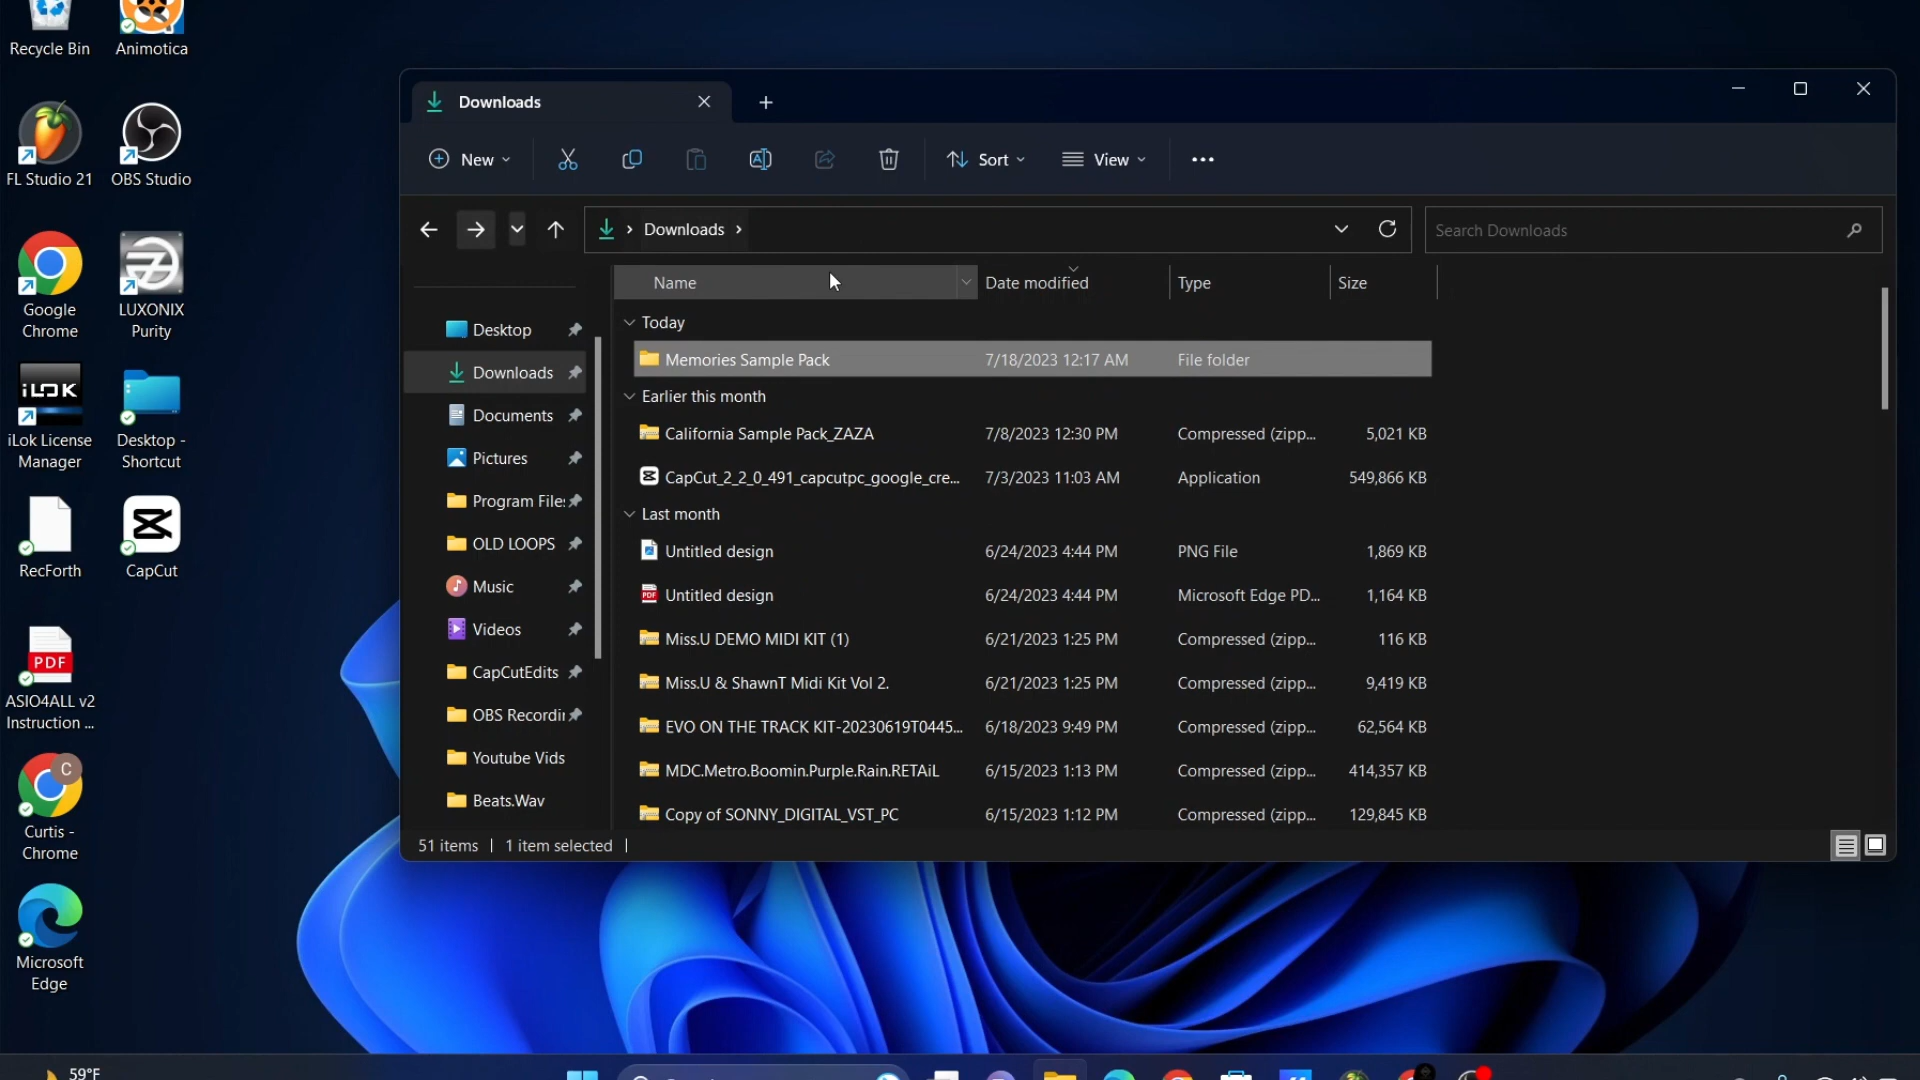 Recycle Bin
Animotica
FL Studio 21
OBS Studio
Google
Chrome
LUXONIX
Purity
iLOK
iLok License
Manager
Desktop -
Shortcut
RecForth
CapCut
PDF
ASIO4ALL v2
Instruction ...
C
Curtis -
Chrome
Microsoft
Edge
Downloads
New
Sort
View
Downloads
Search Downloads
Name
Date modified
Type
Size
Desktop
Downloads
Documents
Pictures
Program File
OLD LOOPS
Music
Videos
CapCutEdits
OBS Recordi
Youtube Vids
Beats.Wav
Today
Memories Sample Pack 7/18/2023 12:17 AM File folder
Earlier this month
California Sample Pack_ZAZA 7/8/2023 12:30 PM Compressed (zipp... 5,021 KB
CapCut_2_2_0_491_capcutpc_google_cre... 7/3/2023 11:03 AM Application 549,866 KB
Last month
Untitled design 6/24/2023 4:44 PM PNG File 1,869 KB
PDF Untitled design 6/24/2023 4:44 PM Microsoft Edge PD... 1,164 KB
Miss.U DEMO MIDI KIT (1) 6/21/2023 1:25 PM Compressed (zipp... 116 KB
Miss.U & ShawnT Midi Kit Vol 2. 6/21/2023 1:25 PM Compressed (zipp... 9,419 KB
EVO ON THE TRACK KIT-20230619T0445... 6/18/2023 9:49 PM Compressed (zipp... 62,564 KB
MDC.Metro.Boomin.Purple.Rain.RETAiL 6/15/2023 1:13 PM Compressed (zipp... 414,357 KB
Copy of SONNY_DIGITAL_VST_PC 6/15/2023 1:12 PM Compressed (zipp... 129,845 KB
51 items
1 item selected
59°F